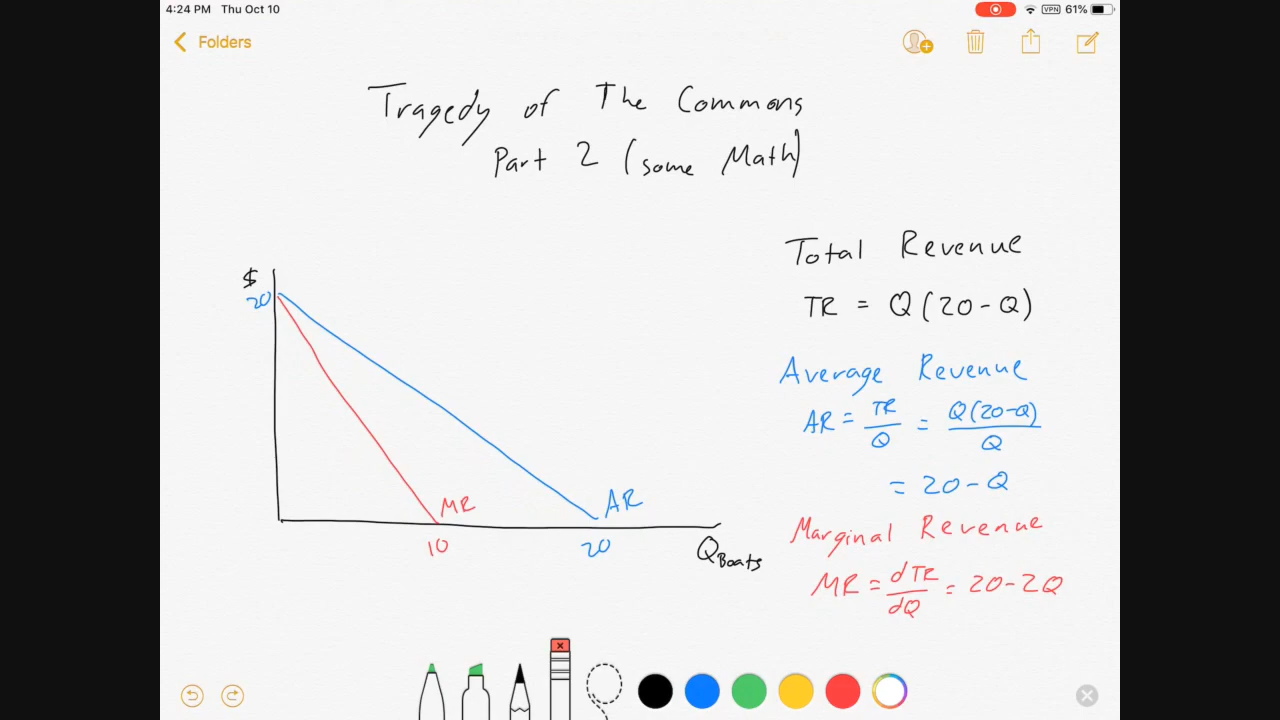 4:24 PM Thu Oct 10
VPN 61%
Folders
Tragedy of The Commons
Part 2 (some Math)
$
20
MR
AR
10
20
Q Boats
Total Revenue
TR = Q(20-Q)
Average Revenue
AR = TR/Q = Q(20-Q)/Q
= 20-Q
Marginal Revenue
MR = dTR/dQ = 20-2Q